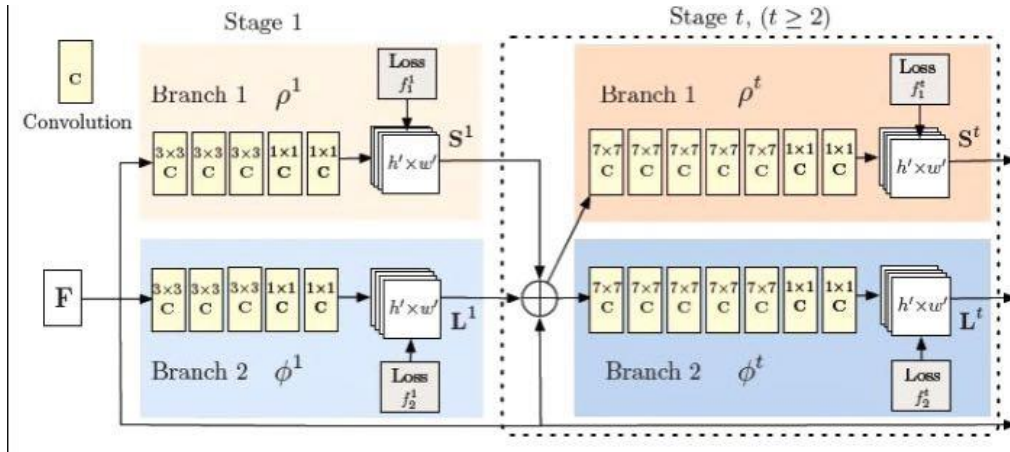 Stage 1
Stage t, (t ≥ 2)
C
Convolution
Branch 1 ρ¹
Loss
f₁¹
3×3 3×3 3×3 1×1 1×1
C C C C C
h′×w′
S¹
Branch 1 ρᵗ
Loss
f₁ᵗ
7×7 7×7 7×7 7×7 7×7 1×1 1×1
C C C C C C C
h′×w′
Sᵗ
F
3×3 3×3 3×3 1×1 1×1
C C C C C
h′×w′
L¹
Branch 2 ϕ¹
Loss
f₂¹
7×7 7×7 7×7 7×7 7×7 1×1 1×1
C C C C C C C
h′×w′
Lᵗ
Branch 2 ϕᵗ
Loss
f₂ᵗ